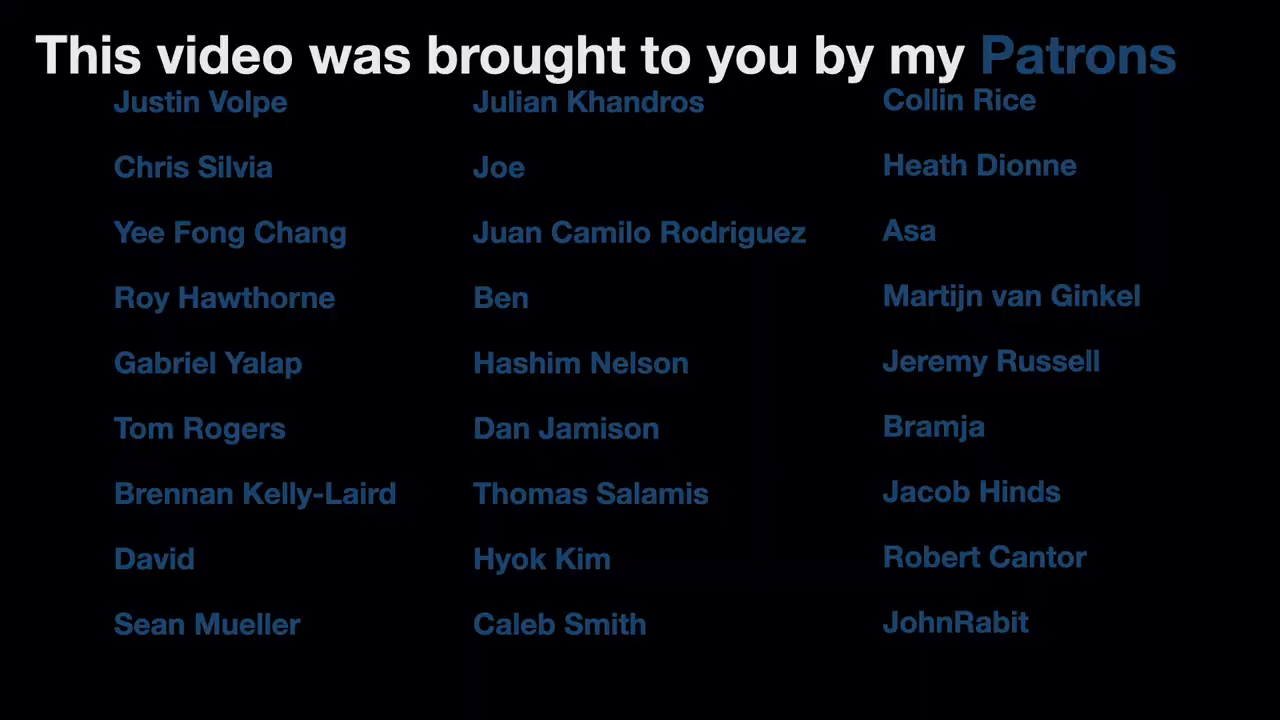 This video was brought to you by my Patrons
Justin Volpe
Chris Silvia
Yee Fong Chang
Roy Hawthorne
Gabriel Yalap
Tom Rogers
Brennan Kelly-Laird
David
Sean Mueller
Julian Khandros
Joe
Juan Camilo Rodriguez
Ben
Hashim Nelson
Dan Jamison
Thomas Salamis
Hyok Kim
Caleb Smith
Collin Rice
Heath Dionne
Asa
Martijn van Ginkel
Jeremy Russell
Bramja
Jacob Hinds
Robert Cantor
JohnRabit